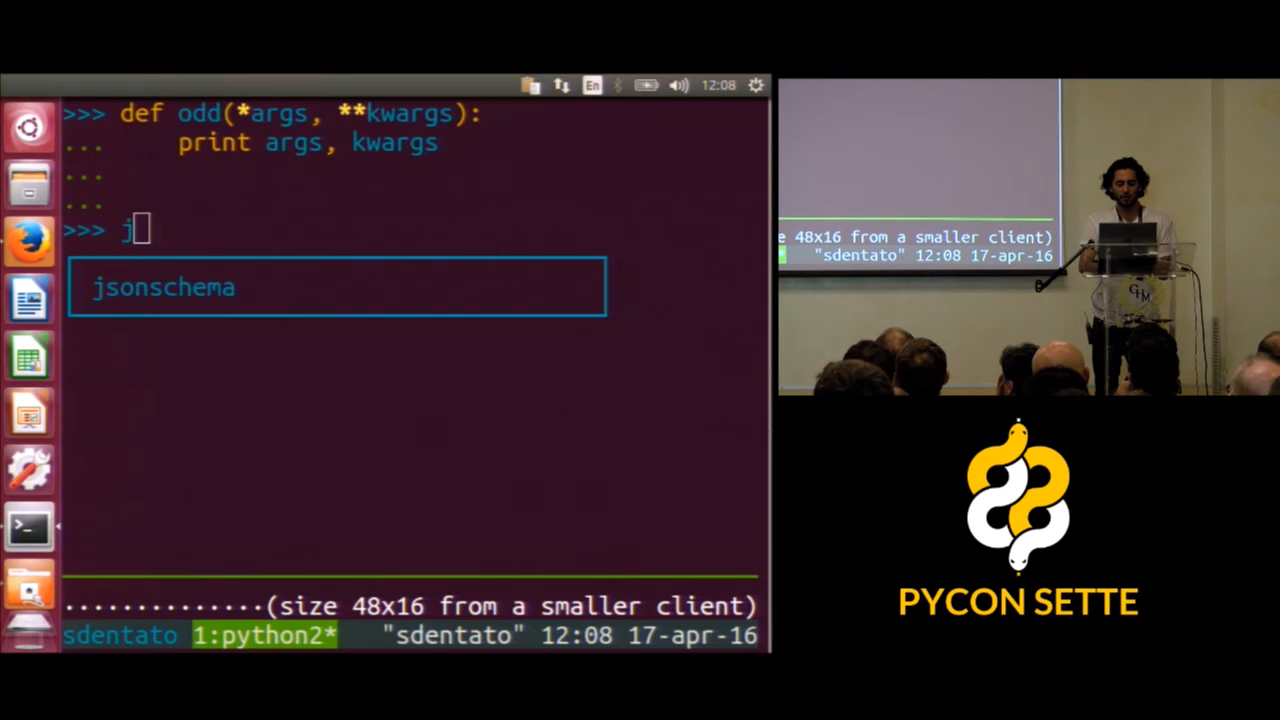 En 12:08
>>> def odd(*args, **kwargs):
...     print args, kwargs
...
...
>>> j
jsonschema
··············(size 48x16 from a smaller client)
sdentato 1:python2* "sdentato" 12:08 17-apr-16
e 48x16 from a smaller client)
* "sdentato" 12:08 17-apr-16
PYCON SETTE